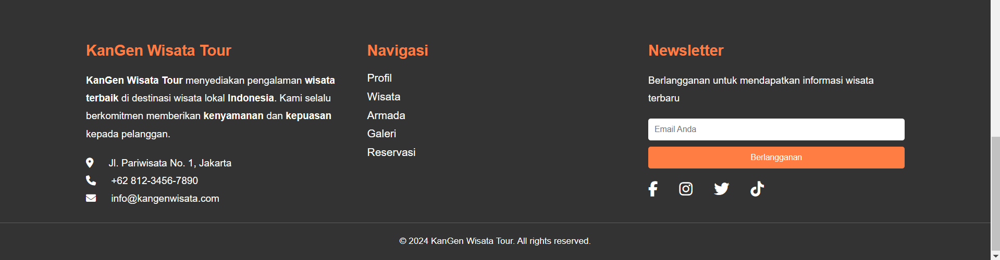 KanGen Wisata Tour
KanGen Wisata Tour menyediakan pengalaman wisata
terbaik di destinasi wisata lokal Indonesia. Kami selalu
berkomitmen memberikan kenyamanan dan kepuasan
kepada pelanggan.
Jl. Pariwisata No. 1, Jakarta
+62 812-3456-7890
info@kangenwisata.com
Navigasi
Profil
Wisata
Armada
Galeri
Reservasi
Newsletter
Berlangganan untuk mendapatkan informasi wisata
terbaru
Email Anda
Berlangganan
© 2024 KanGen Wisata Tour. All rights reserved.